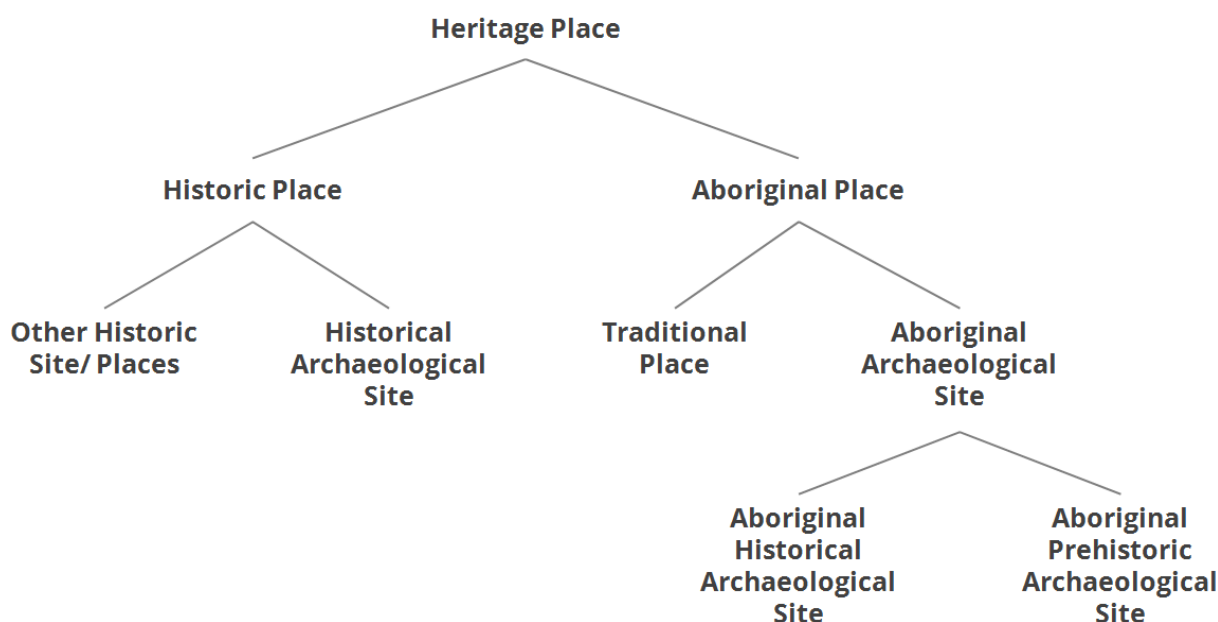 Heritage Place
Historic Place
Aboriginal Place
Other Historic
Site/ Places
Historical
Archaeological
Site
Traditional
Place
Aboriginal
Archaeological
Site
Aboriginal
Historical
Archaeological
Site
Aboriginal
Prehistoric
Archaeological
Site